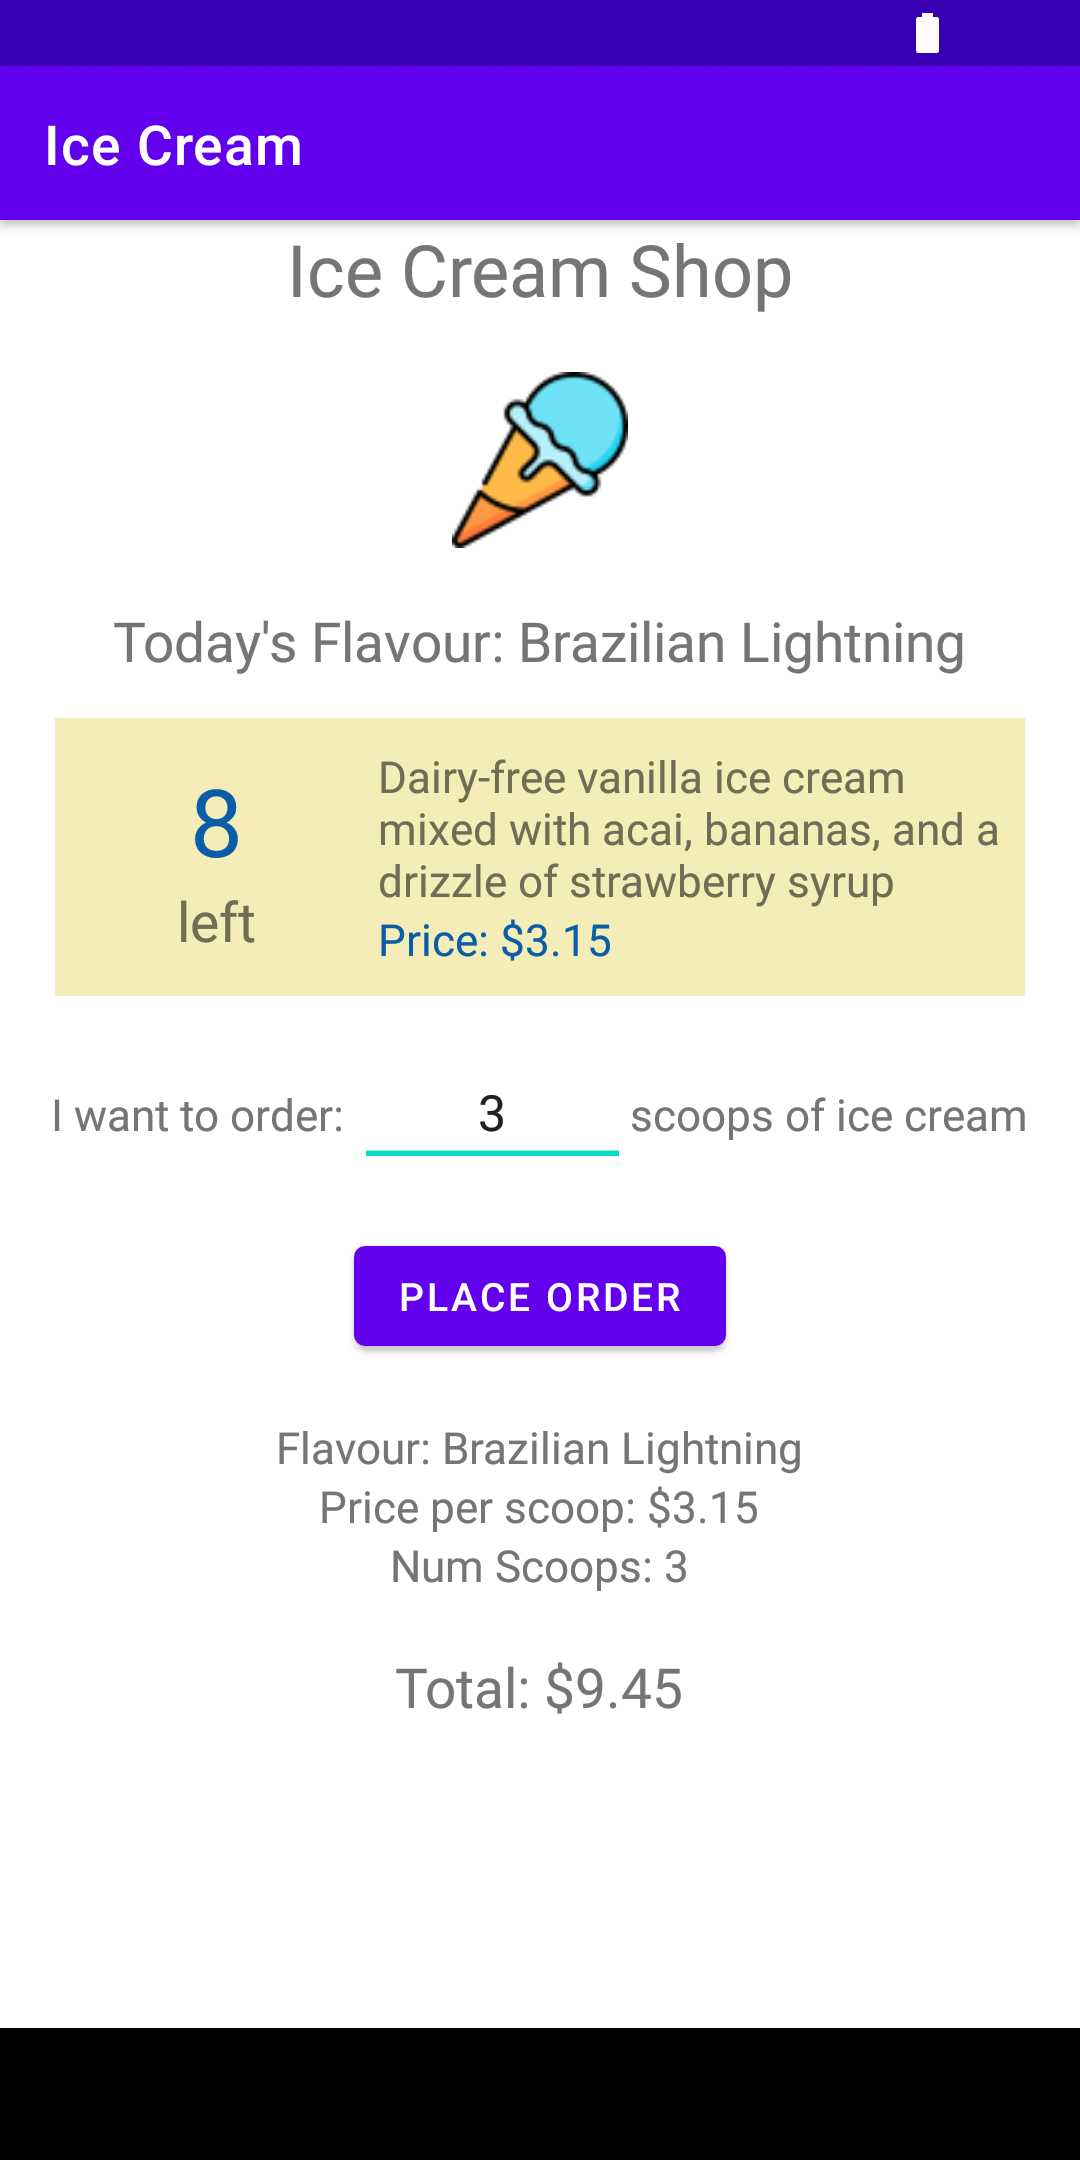 Ice Cream
Ice Cream Shop
Today's Flavour: Brazilian Lightning
8
left
Dairy-free vanilla ice cream
mixed with acai, bananas, and a
drizzle of strawberry syrup
Price: $3.15
I want to order: 3 scoops of ice cream
PLACE ORDER
Flavour: Brazilian Lightning
Price per scoop: $3.15
Num Scoops: 3
Total: $9.45